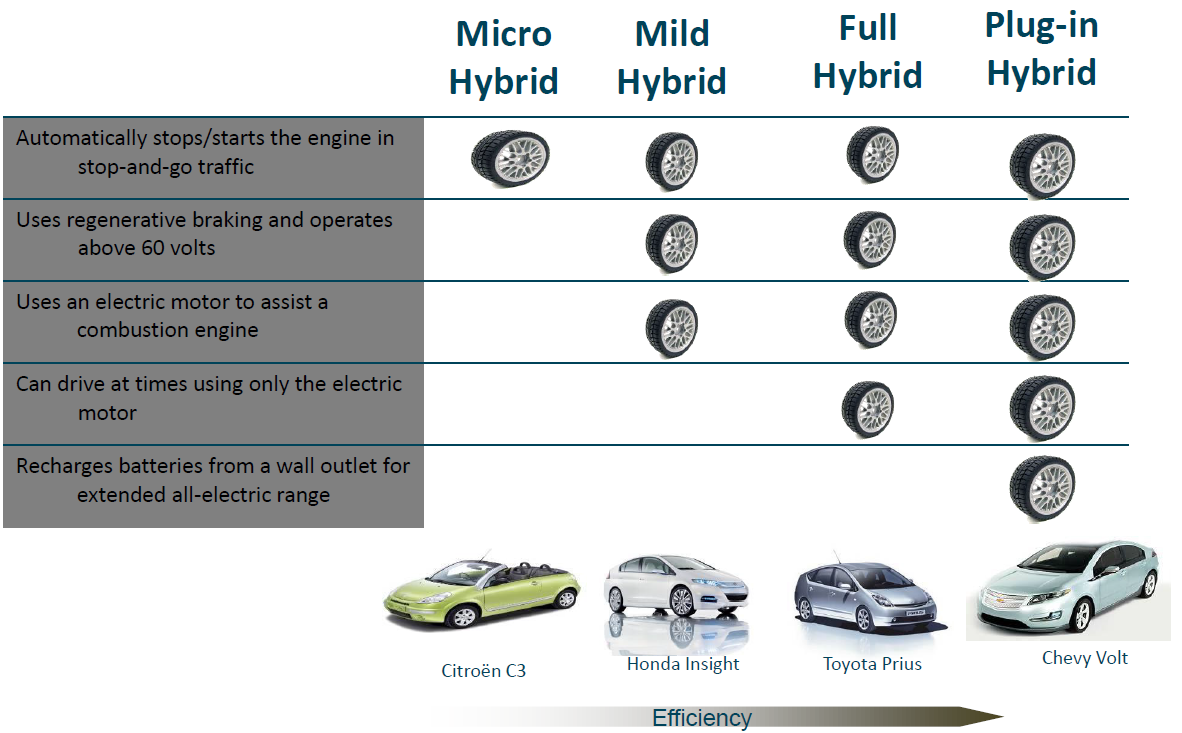 Micro
Hybrid
Mild
Hybrid
Full
Hybrid
Plug-in
Hybrid
Automatically stops/starts the engine in
stop-and-go traffic
Uses regenerative braking and operates
above 60 volts
Uses an electric motor to assist a
combustion engine
Can drive at times using only the electric
motor
Recharges batteries from a wall outlet for
extended all-electric range
Citroën C3
Honda Insight
Toyota Prius
Chevy Volt
Efficiency